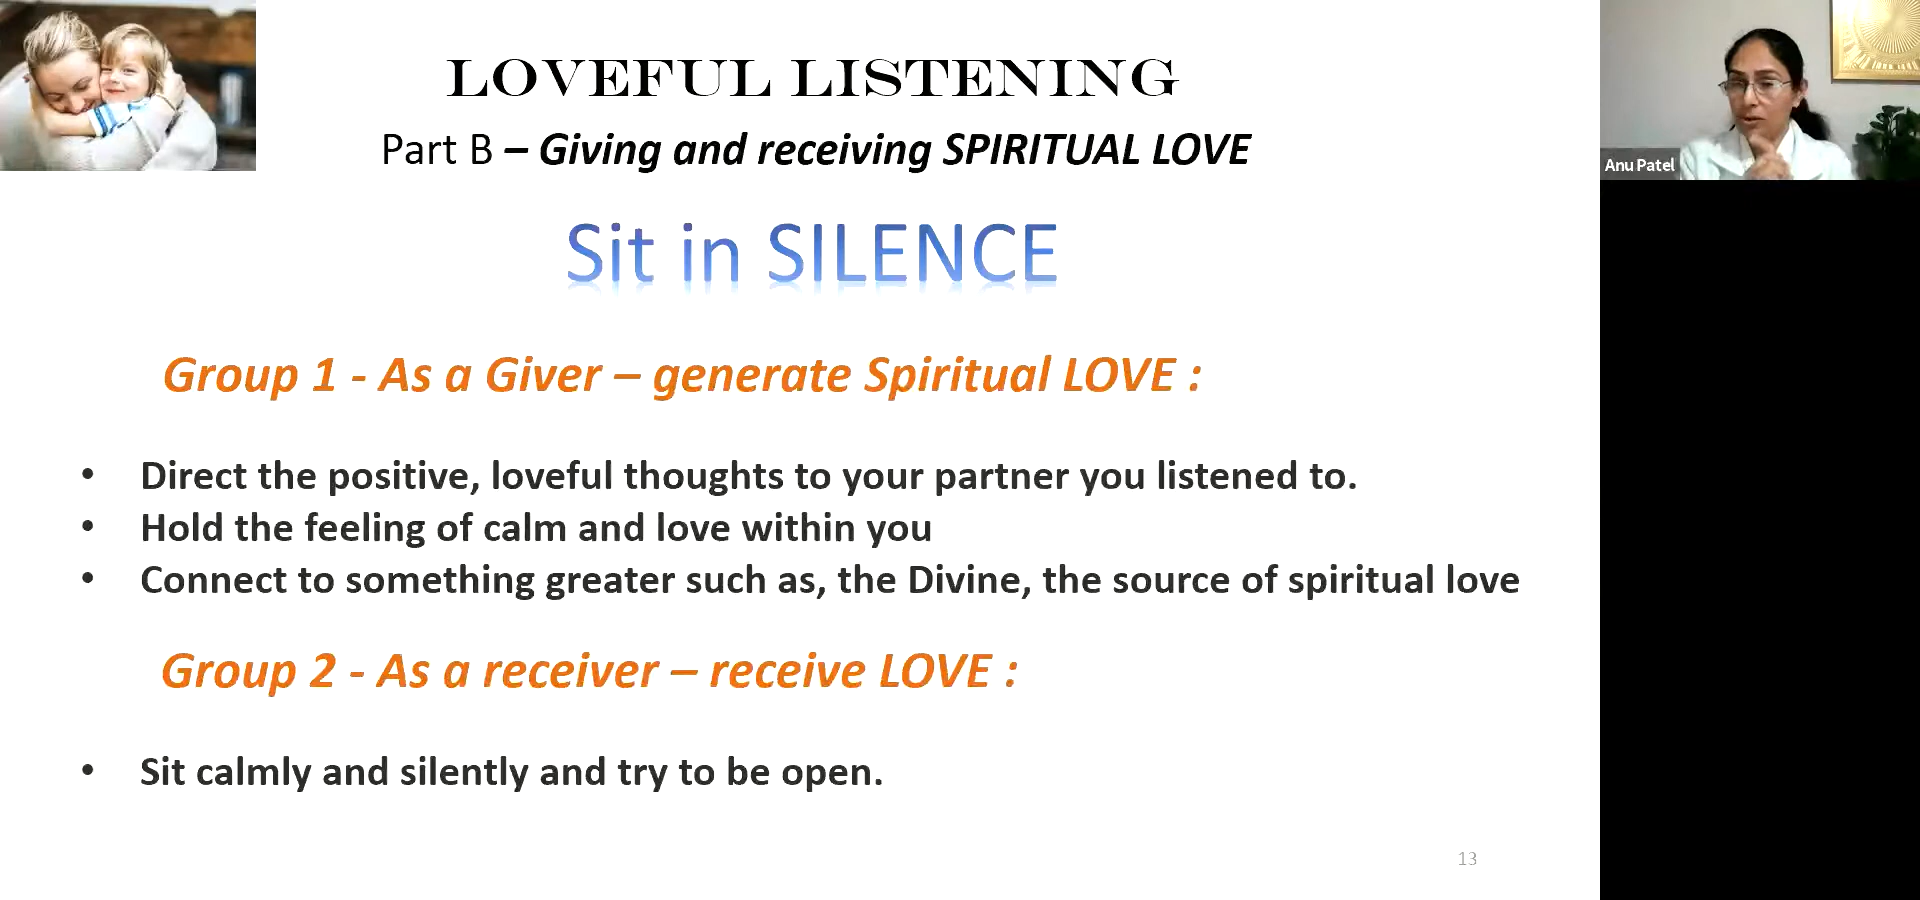 LOVEFUL LISTENING
Part B – Giving and receiving SPIRITUAL LOVE
Sit in SILENCE
Group 1 - As a Giver – generate Spiritual LOVE :
• Direct the positive, loveful thoughts to your partner you listened to.
• Hold the feeling of calm and love within you
• Connect to something greater such as, the Divine, the source of spiritual love
Group 2 - As a receiver – receive LOVE :
• Sit calmly and silently and try to be open.
13
Anu Patel